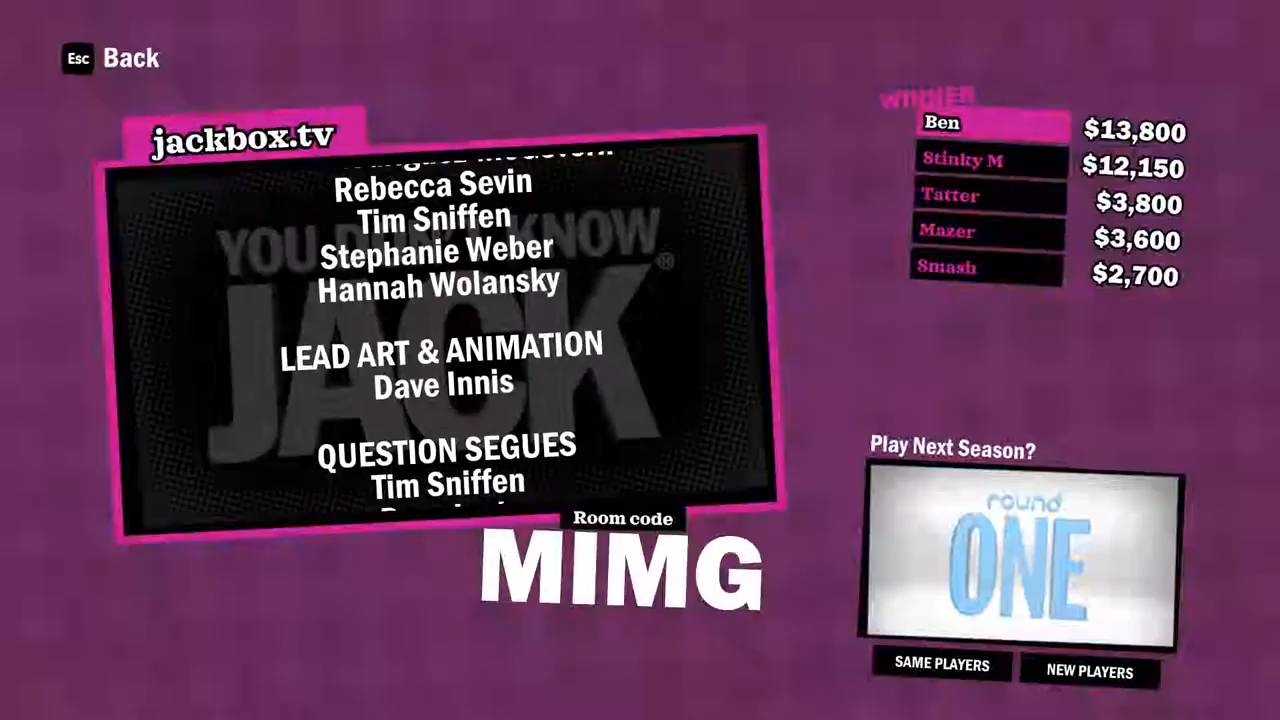 Esc Back
jackbox.tv
Rebecca Sevin
Tim Sniffen
Stephanie Weber
Hannah Wolansky
LEAD ART & ANIMATION
Dave Innis
QUESTION SEGUES
Tim Sniffen
YOU DON'T KNOW
JACK®
Room code
MIMG
WINNER
Ben $13,800
Stinky M $12,150
Tatter $3,800
Mazer $3,600
Smash $2,700
Play Next Season?
round
ONE
SAME PLAYERS
NEW PLAYERS